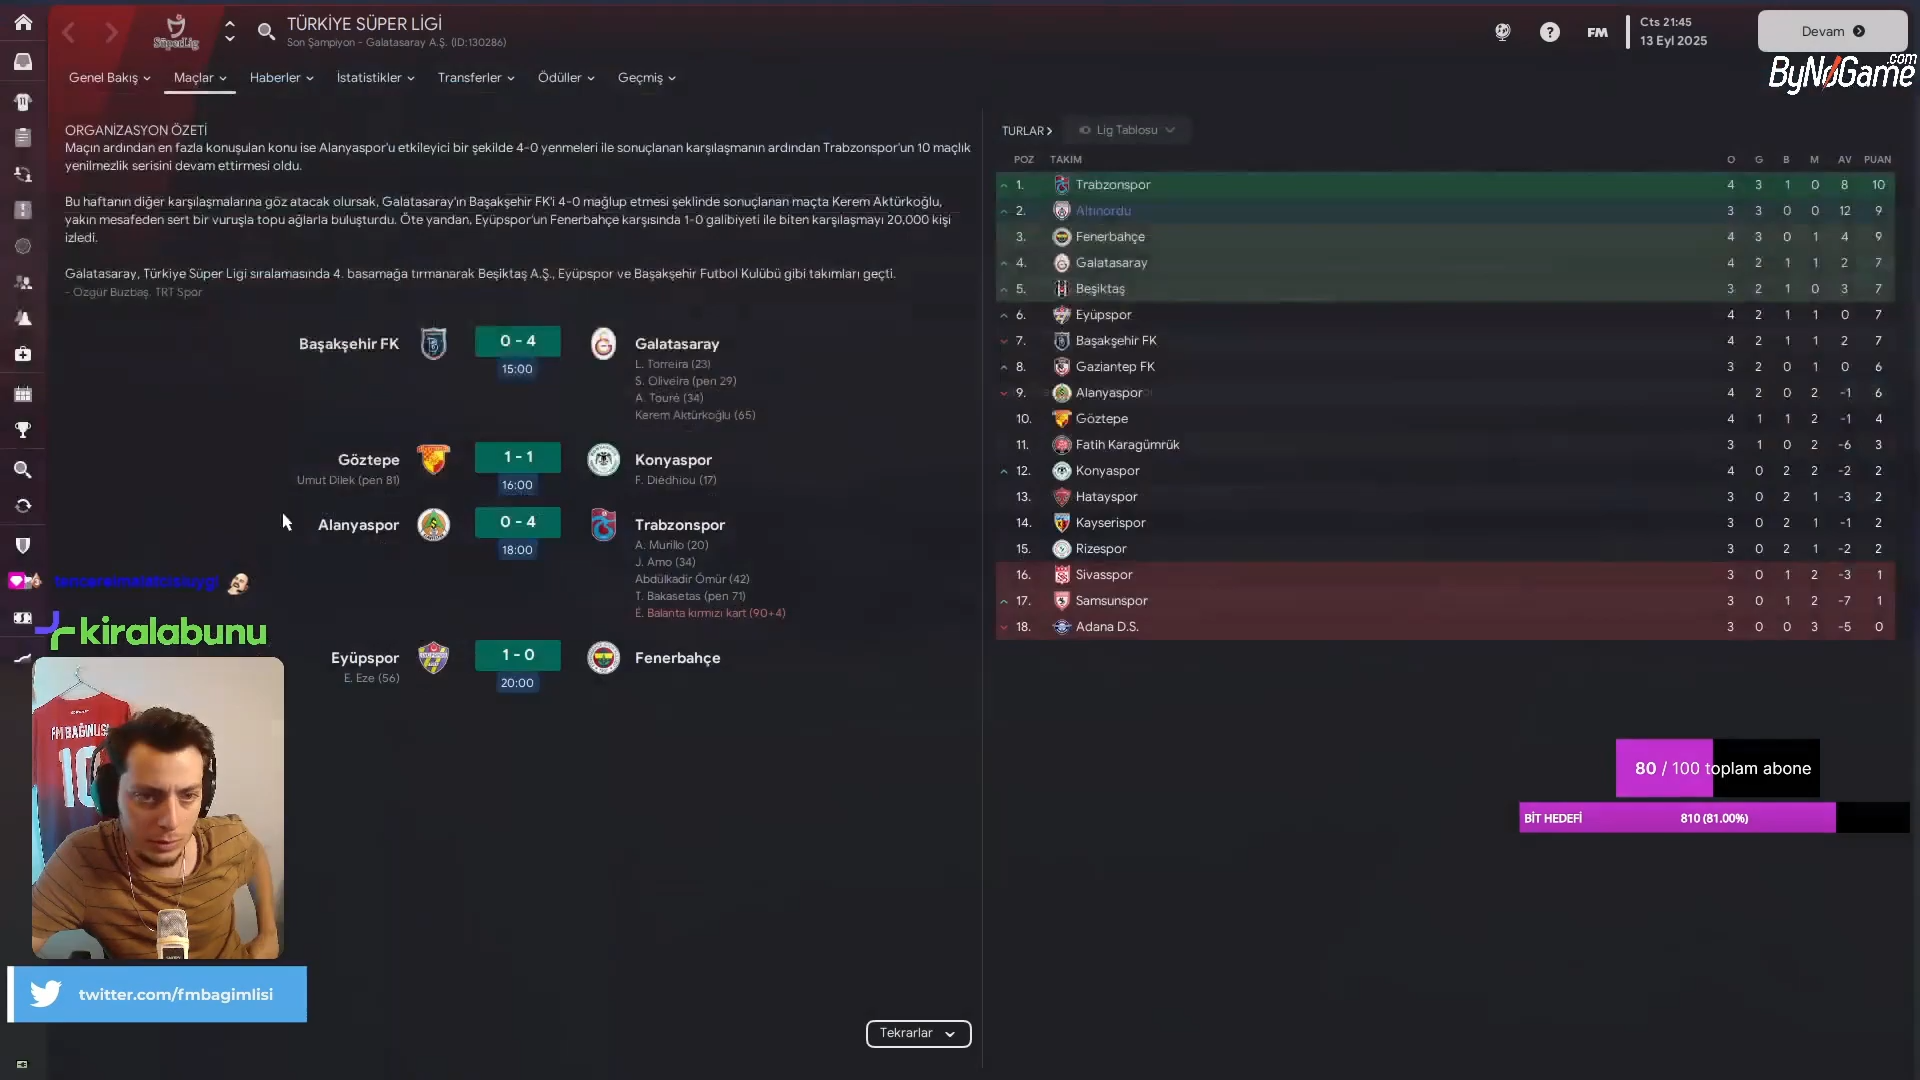 TÜRKİYE SÜPER LİGİ
Son Şampiyon - Galatasaray A.Ş. (ID:130286)
SüperLig
FM
Cts 21:45
13 Eyl 2025
Devam
ByNoGame.com
Genel Bakış
Maçlar
Haberler
İstatistikler
Transferler
Ödüller
Geçmiş
ORGANİZASYON ÖZETİ
Maçın ardından en fazla konuşulan konu ise Alanyaspor'u etkileyici bir şekilde 4-0 yenmeleri ile sonuçlanan karşılaşmanın ardından Trabzonspor'un 10 maçlık
yenilmezlik serisini devam ettirmesi oldu.
Bu haftanın diğer karşılaşmalarına göz atacak olursak, Galatasaray'ın Başakşehir FK'i 4-0 mağlup etmesi şeklinde sonuçlanan maçta Kerem Aktürkoğlu,
yakın mesafeden sert bir vuruşla topu ağlarla buluşturdu. Öte yandan, Eyüpspor'un Fenerbahçe karşısında 1-0 galibiyeti ile biten karşılaşmayı 20,000 kişi
izledi.
Galatasaray, Türkiye Süper Ligi sıralamasında 4. basamağa tırmanarak Beşiktaş A.Ş., Eyüpspor ve Başakşehir Futbol Kulübü gibi takımları geçti.
- Özgür Buzbaş, TRT Spor
Başakşehir FK 0 - 4 Galatasaray
15:00
L. Torreira (23)
S. Oliveira (pen 29)
A. Touré (34)
Kerem Aktürkoğlu (65)
Göztepe 1 - 1 Konyaspor
Umut Dilek (pen 81) 16:00 F. Diédhiou (17)
Alanyaspor 0 - 4 Trabzonspor
18:00
A. Murillo (20)
J. Amo (34)
Abdülkadir Ömür (42)
T. Bakasetas (pen 71)
É. Balanta kırmızı kart (90+4)
Eyüpspor 1 - 0 Fenerbahçe
E. Eze (56) 20:00
Tekrarlar
TURLAR
Lig Tablosu
POZ TAKIM O G B M AV PUAN
1. Trabzonspor 4 3 1 0 8 10
2. Altınordu 3 3 0 0 12 9
3. Fenerbahçe 4 3 0 1 4 9
4. Galatasaray 4 2 1 1 2 7
5. Beşiktaş 3 2 1 0 3 7
6. Eyüpspor 4 2 1 1 0 7
7. Başakşehir FK 4 2 1 1 2 7
8. Gaziantep FK 3 2 0 1 0 6
9. Alanyaspor 4 2 0 2 -1 6
10. Göztepe 4 1 1 2 -1 4
11. Fatih Karagümrük 3 1 0 2 -6 3
12. Konyaspor 4 0 2 2 -2 2
13. Hatayspor 3 0 2 1 -3 2
14. Kayserispor 3 0 2 1 -1 2
15. Rizespor 3 0 2 1 -2 2
16. Sivasspor 3 0 1 2 -3 1
17. Samsunspor 3 0 1 2 -7 1
18. Adana D.S. 3 0 0 3 -5 0
kiralabunu
FM BAĞIMLISI
10
twitter.com/fmbagimlisi
80 / 100 toplam abone
BİT HEDEFİ 810 (81.00%)